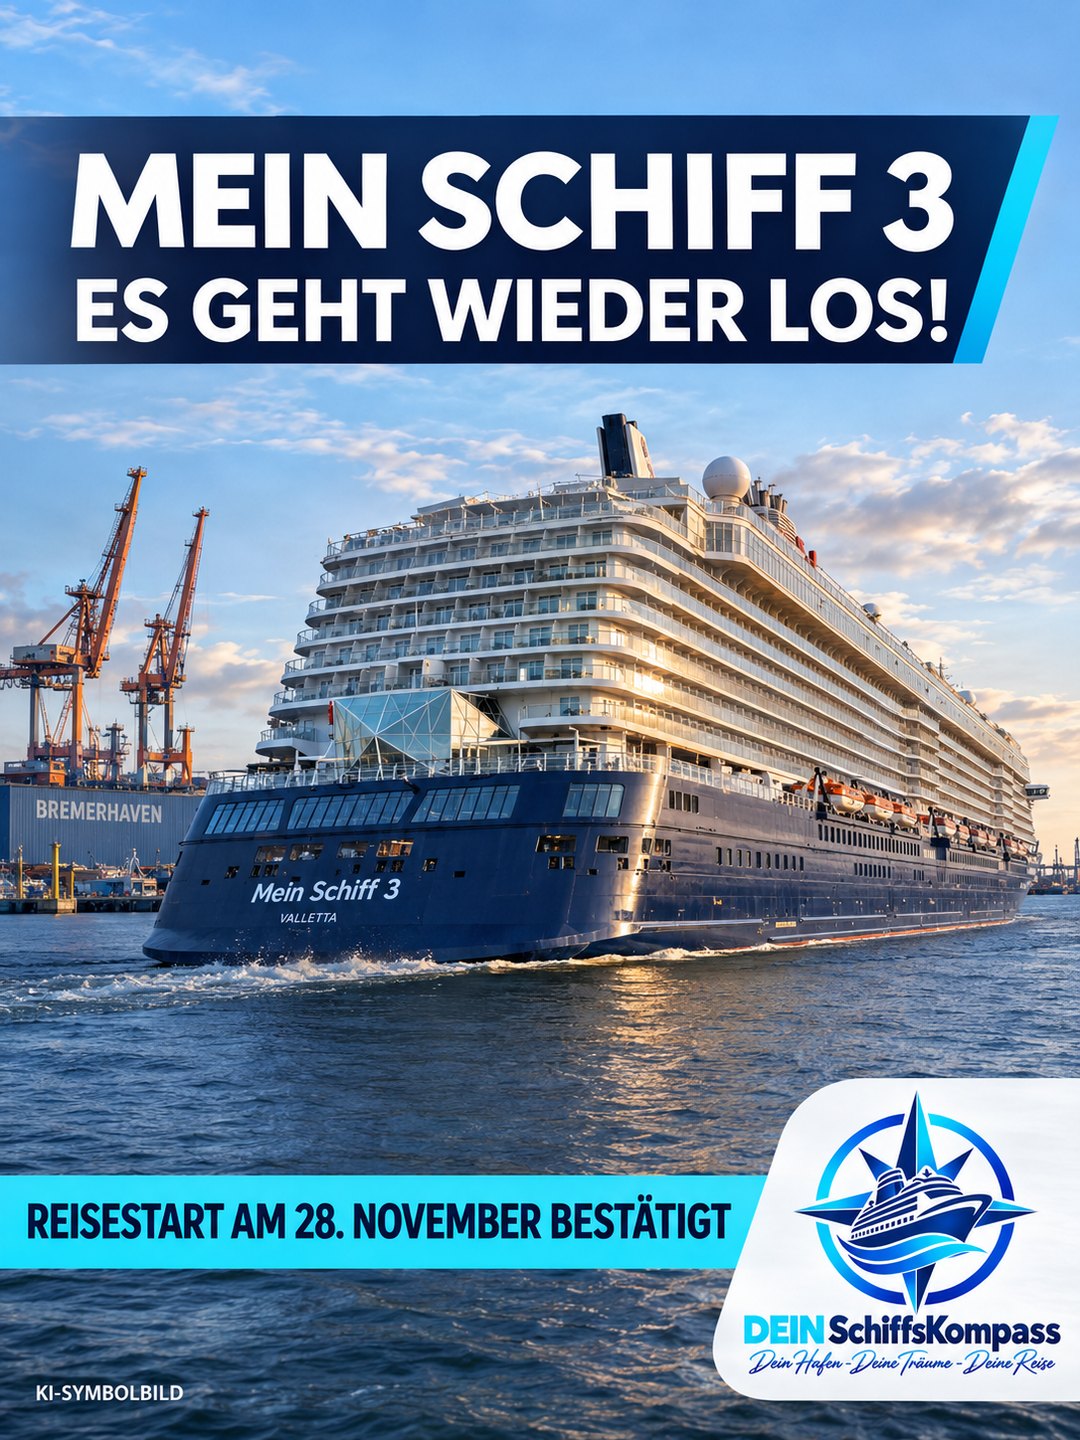 MEIN SCHIFF 3
ES GEHT WIEDER LOS!
BREMERHAVEN
Mein Schiff 3
VALLETTA
REISESTART AM 28. NOVEMBER BESTÄTIGT
DEIN SchiffsKompass
Dein Hafen - Deine Träume - Deine Reise
KI-SYMBOLBILD